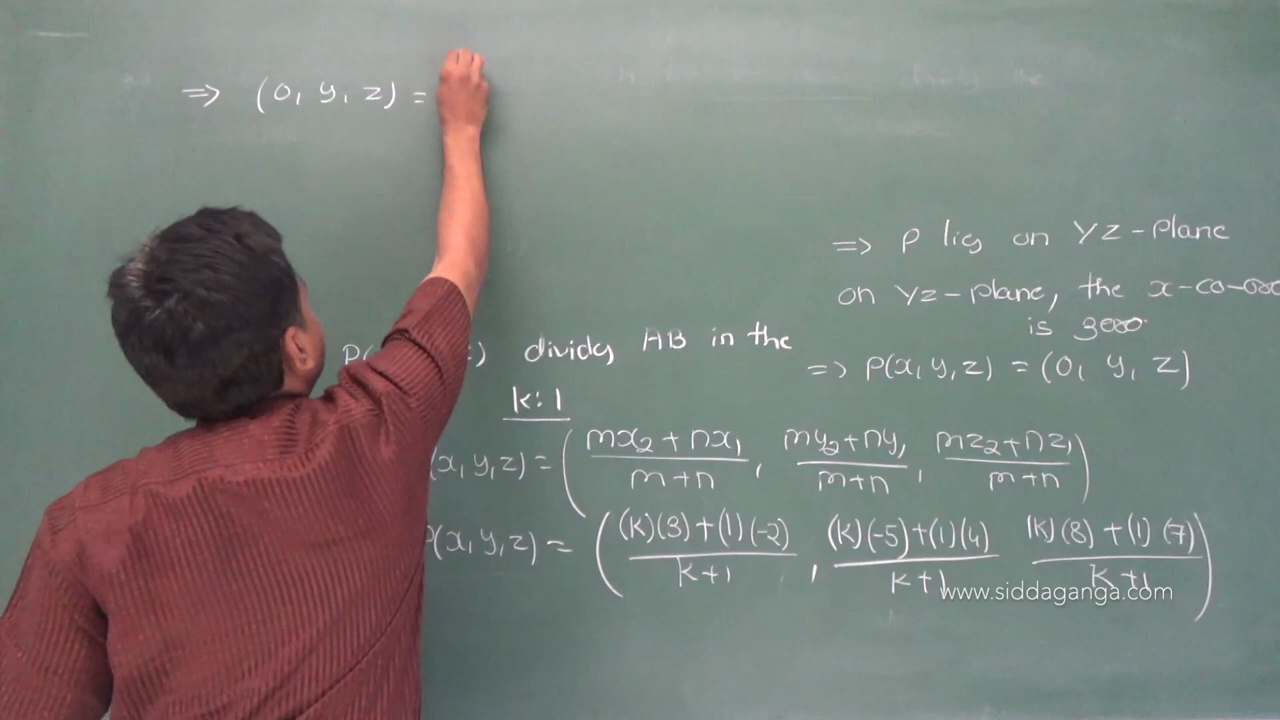 ⇒ (0, y, z) =
⇒ P lies on YZ-Plane
on YZ-plane, the x-co-
is zero
P( ) divides AB in the
⇒ P(x, y, z) = (0, y, z)
k:1
(x, y, z) = ( (mx₂ + nx₁)/(m+n), (my₂ + ny₁)/(m+n), (mz₂ + nz₁)/(m+n) )
P(x, y, z) = ( ((k)(3) + (1)(-2))/(k+1), ((k)(-5) + (1)(4))/(k+1) ((k)(8) + (1)(7))/(k+1) )
www.siddaganga.com